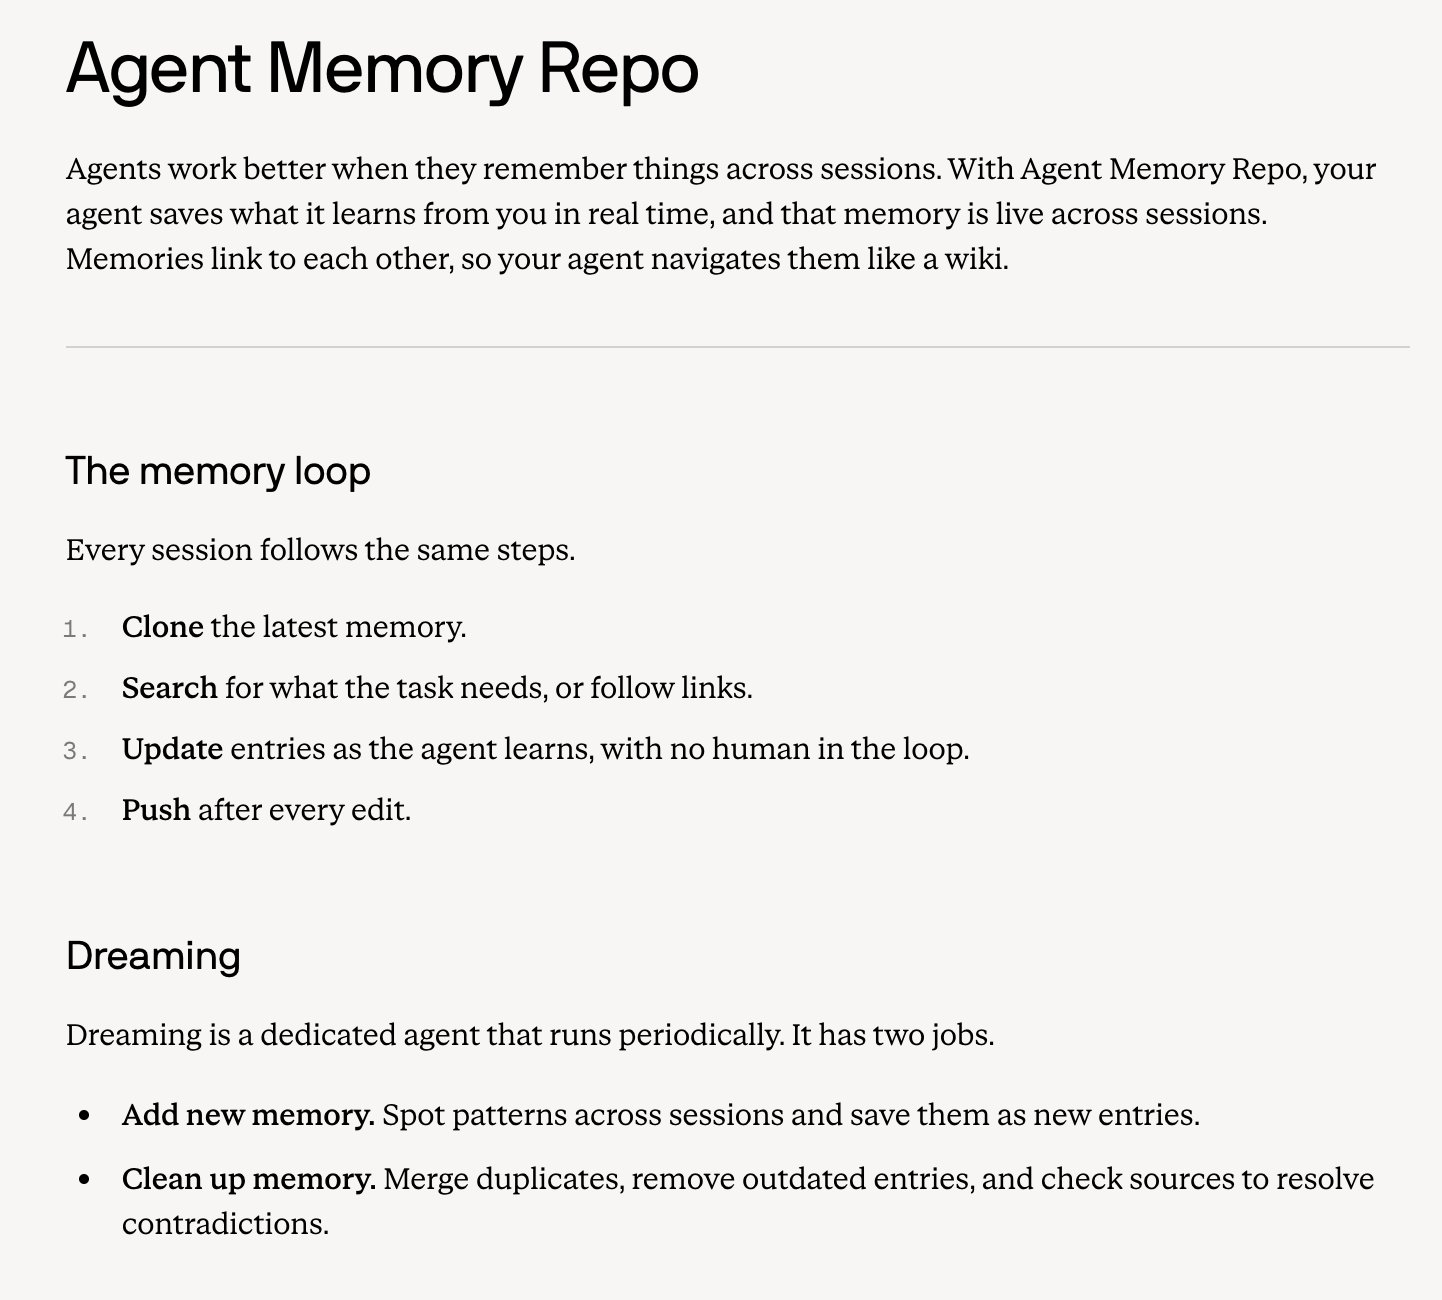 Agent Memory Repo
Agents work better when they remember things across sessions. With Agent Memory Repo, your
agent saves what it learns from you in real time, and that memory is live across sessions.
Memories link to each other, so your agent navigates them like a wiki.
The memory loop
Every session follows the same steps.
1. Clone the latest memory.
2. Search for what the task needs, or follow links.
3. Update entries as the agent learns, with no human in the loop.
4. Push after every edit.
Dreaming
Dreaming is a dedicated agent that runs periodically. It has two jobs.
• Add new memory. Spot patterns across sessions and save them as new entries.
• Clean up memory. Merge duplicates, remove outdated entries, and check sources to resolve
contradictions.